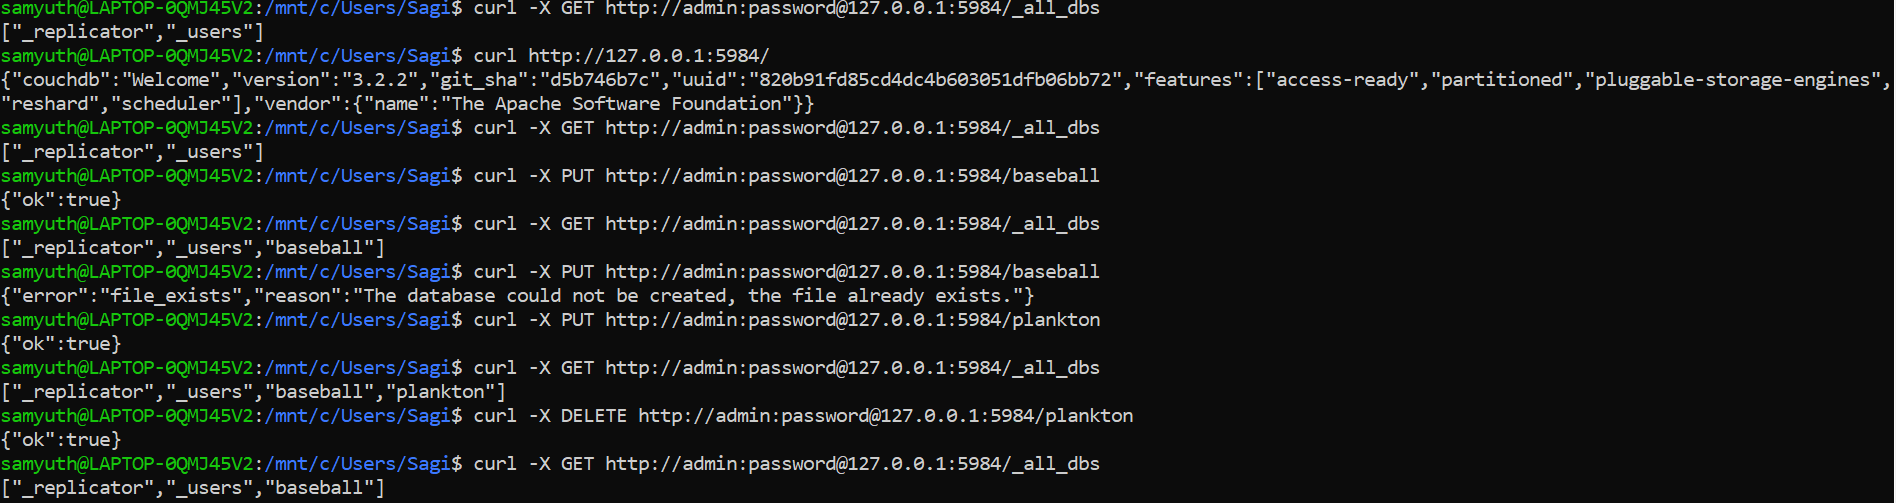 samyuth@LAPTOP-0QMJ45V2:/mnt/c/Users/Sagi$ curl -X GET http://admin:password@127.0.0.1:5984/_all_dbs
["_replicator","_users"]
samyuth@LAPTOP-0QMJ45V2:/mnt/c/Users/Sagi$ curl http://127.0.0.1:5984/
{"couchdb":"Welcome","version":"3.2.2","git_sha":"d5b746b7c","uuid":"820b91fd85cd4dc4b603051dfb06bb72","features":["access-ready","partitioned","pluggable-storage-engines",
"reshard","scheduler"],"vendor":{"name":"The Apache Software Foundation"}}
samyuth@LAPTOP-0QMJ45V2:/mnt/c/Users/Sagi$ curl -X GET http://admin:password@127.0.0.1:5984/_all_dbs
["_replicator","_users"]
samyuth@LAPTOP-0QMJ45V2:/mnt/c/Users/Sagi$ curl -X PUT http://admin:password@127.0.0.1:5984/baseball
{"ok":true}
samyuth@LAPTOP-0QMJ45V2:/mnt/c/Users/Sagi$ curl -X GET http://admin:password@127.0.0.1:5984/_all_dbs
["_replicator","_users","baseball"]
samyuth@LAPTOP-0QMJ45V2:/mnt/c/Users/Sagi$ curl -X PUT http://admin:password@127.0.0.1:5984/baseball
{"error":"file_exists","reason":"The database could not be created, the file already exists."}
samyuth@LAPTOP-0QMJ45V2:/mnt/c/Users/Sagi$ curl -X PUT http://admin:password@127.0.0.1:5984/plankton
{"ok":true}
samyuth@LAPTOP-0QMJ45V2:/mnt/c/Users/Sagi$ curl -X GET http://admin:password@127.0.0.1:5984/_all_dbs
["_replicator","_users","baseball","plankton"]
samyuth@LAPTOP-0QMJ45V2:/mnt/c/Users/Sagi$ curl -X DELETE http://admin:password@127.0.0.1:5984/plankton
{"ok":true}
samyuth@LAPTOP-0QMJ45V2:/mnt/c/Users/Sagi$ curl -X GET http://admin:password@127.0.0.1:5984/_all_dbs
["_replicator","_users","baseball"]